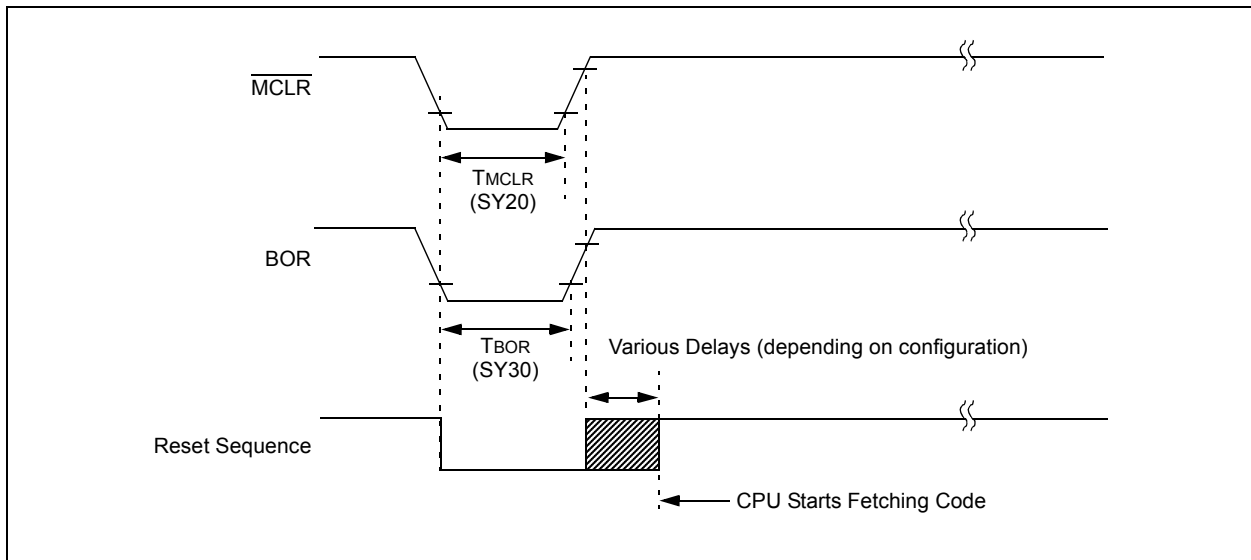 MCLR
TMCLR
(SY20)
BOR
TBOR
(SY30)
Various Delays (depending on configuration)
Reset Sequence
CPU Starts Fetching Code